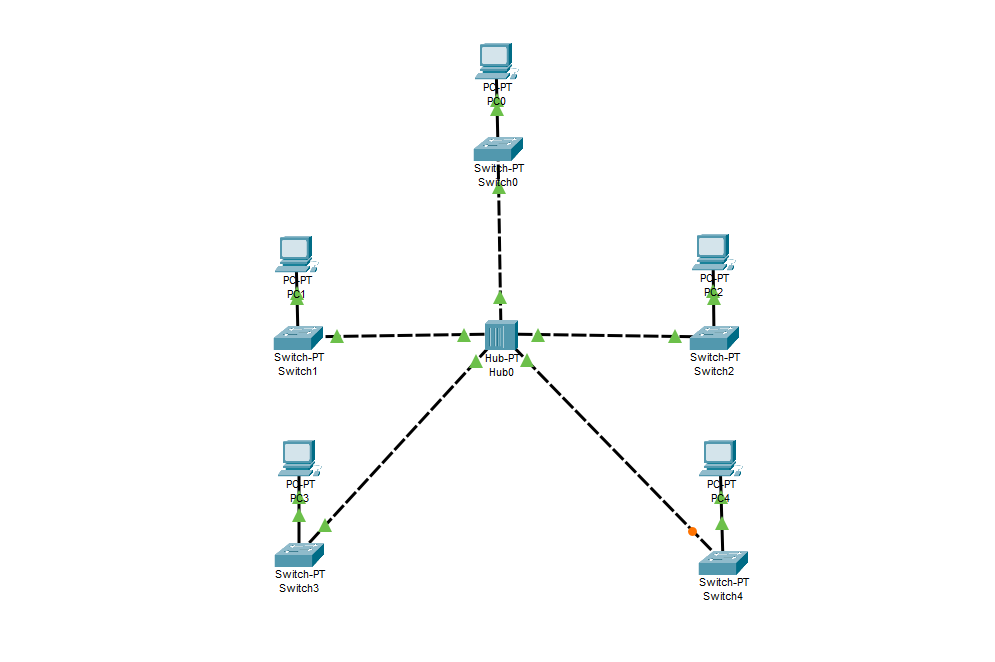 PC-PT
PC0
Switch-PT
Switch0
PC-PT
PC1
PC-PT
PC2
Switch-PT
Switch1
Hub-PT
Hub0
Switch-PT
Switch2
PC-PT
PC3
PC-PT
PC4
Switch-PT
Switch3
Switch-PT
Switch4